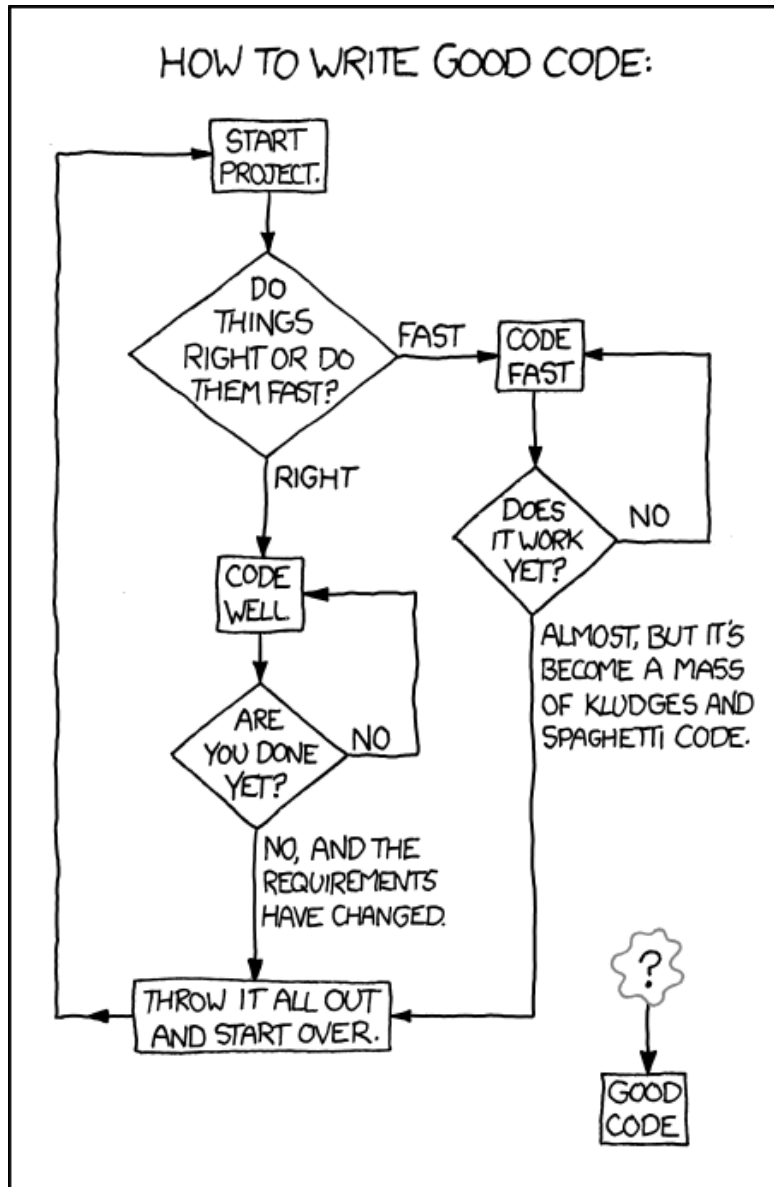 HOW TO WRITE GOOD CODE:
START
PROJECT.
DO
THINGS
RIGHT OR DO
THEM FAST?
FAST
CODE
FAST
RIGHT
DOES
IT WORK
YET?
NO
CODE
WELL
ALMOST, BUT IT'S
BECOME A MASS
OF KLUDGES AND
SPAGHETTI CODE.
ARE
YOU DONE
YET?
NO
NO, AND THE
REQUIREMENTS
HAVE CHANGED.
THROW IT ALL OUT
AND START OVER.
?
GOOD
CODE